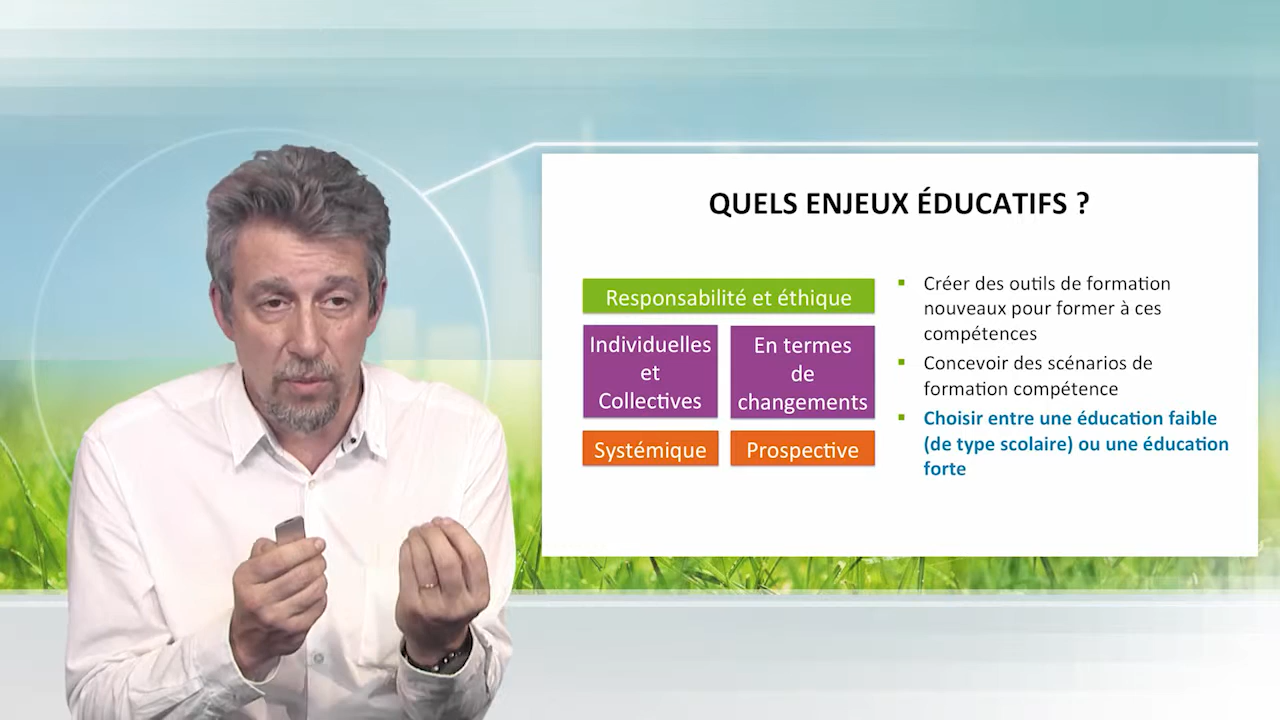 QUELS ENJEUX ÉDUCATIFS ?
Responsabilité et éthique
Individuelles
et
Collectives
En termes
de
changements
Systémique
Prospective
Créer des outils de formation
nouveaux pour former à ces
compétences
Concevoir des scénarios de
formation compétence
Choisir entre une éducation faible
(de type scolaire) ou une éducation
forte